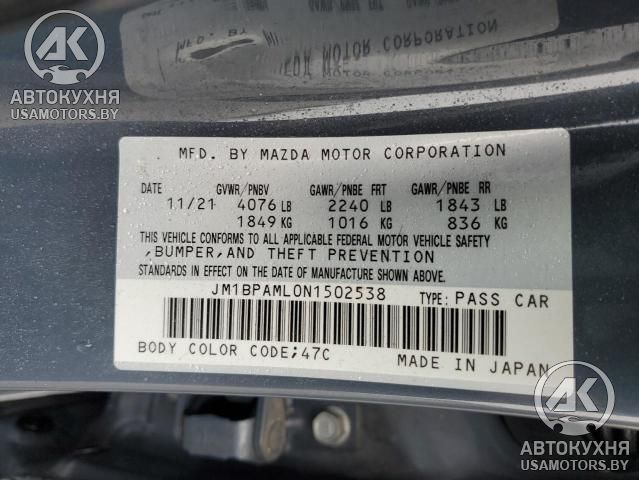 MOTOR CORPORATION
AK
АВТОКУХНЯ
USAMOTORS.BY
MFD. BY MAZDA MOTOR CORPORATION
DATE GVWR/PNBV GAWR/PNBE FRT GAWR/PNBE RR
11/21 4076 LB 2240 LB 1843 LB
1849 KG 1016 KG 836 KG
THIS VEHICLE CONFORMS TO ALL APPLICABLE FEDERAL MOTOR VEHICLE SAFETY
,BUMPER,AND THEFT PREVENTION
STANDARDS IN EFFECT ON THE DATE OF MANUFACTURE SHOWN ABOVE.
JM1BPAML0N1502538 TYPE: PASS CAR
BODY COLOR CODE;47C MADE IN JAPAN
AK
АВТОКУХНЯ
USAMOTORS.BY